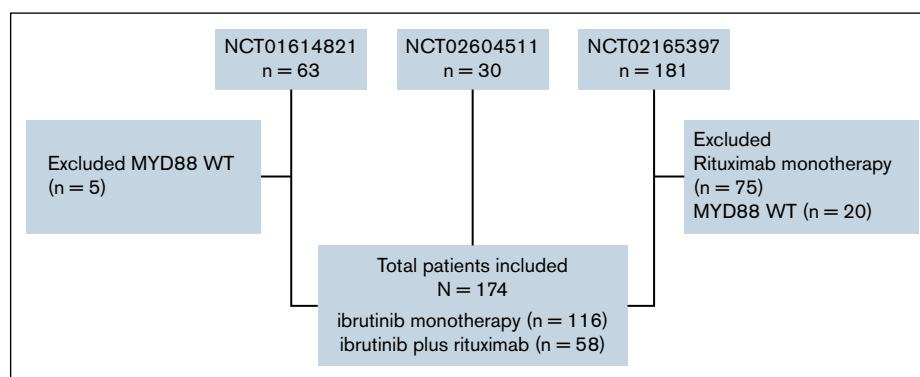 NCT01614821
n = 63
NCT02604511
n = 30
NCT02165397
n = 181
Excluded MYD88 WT
(n = 5)
Excluded
Rituximab monotherapy
(n = 75)
MYD88 WT (n = 20)
Total patients included
N = 174
ibrutinib monotherapy (n = 116)
ibrutinib plus rituximab (n = 58)